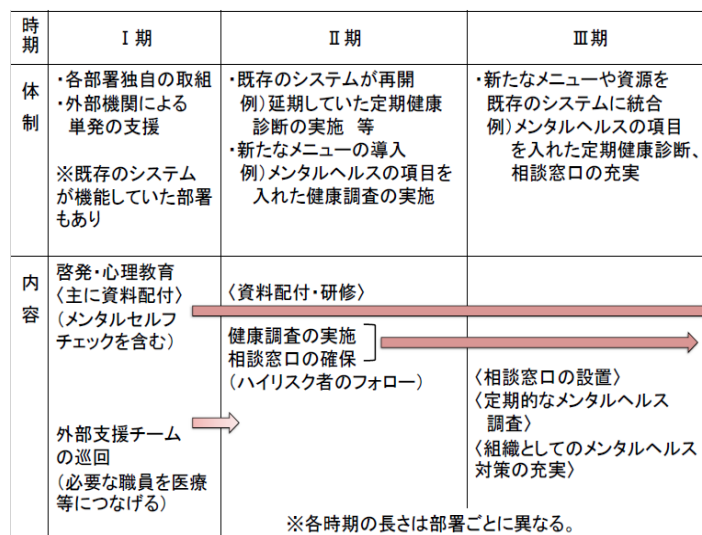 時期
Ⅰ期
Ⅱ期
Ⅲ期
体制
・各部署独自の取組
・外部機関による
単発の支援
※既存のシステム
が機能していた部署
もあり
・既存のシステムが再開
例)延期していた定期健康
診断の実施 等
・新たなメニューの導入
例)メンタルヘルスの項目を
入れた健康調査の実施
・新たなメニューや資源を
既存のシステムに統合
例)メンタルヘルスの項目
を入れた定期健康診断、
相談窓口の充実
内容
啓発・心理教育
〈主に資料配付〉
(メンタルセルフ
チェックを含む)
外部支援チーム
の巡回
(必要な職員を医療
等につなげる)
〈資料配付・研修〉
健康調査の実施
相談窓口の確保
(ハイリスク者のフォロー)
〈相談窓口の設置〉
〈定期的なメンタルヘルス
調査〉
〈組織としてのメンタルヘルス
対策の充実〉
※各時期の長さは部署ごとに異なる。